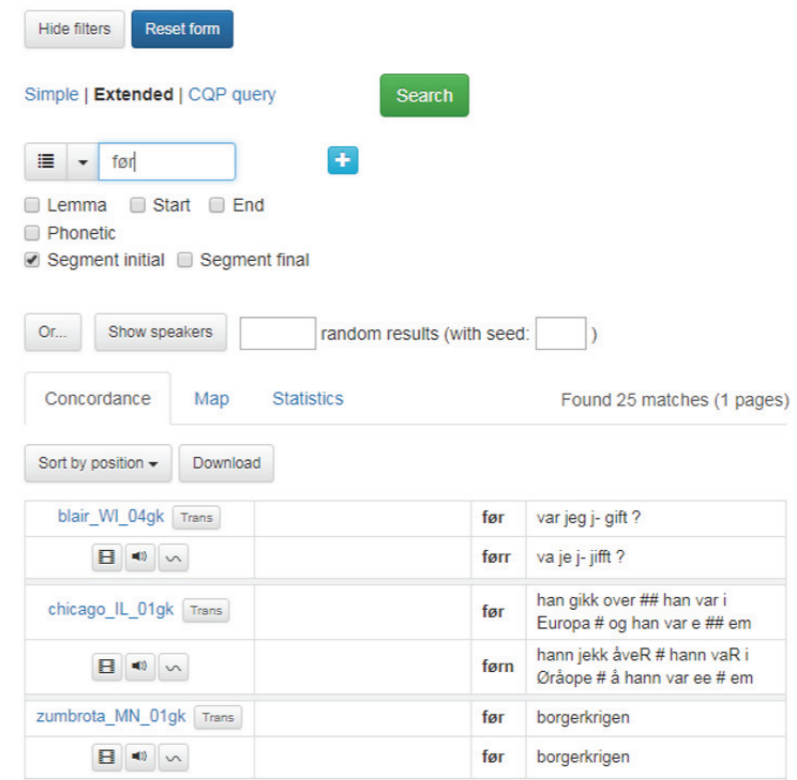 Hide filters Reset form
Simple | Extended | CQP query Search
før
Lemma Start End
Phonetic
Segment initial Segment final
Or... Show speakers random results (with seed: )
Concordance Map Statistics Found 25 matches (1 pages)
Sort by position Download
blair_WI_04gk Trans før var jeg j- gift ?
førr va je j- jifft ?
chicago_IL_01gk Trans før han gikk over ## han var i
Europa # og han var e ## em
førn hann jekk åveR # hann vaR i
Øråope # å hann var ee # em
zumbrota_MN_01gk Trans før borgerkrigen
før borgerkrigen